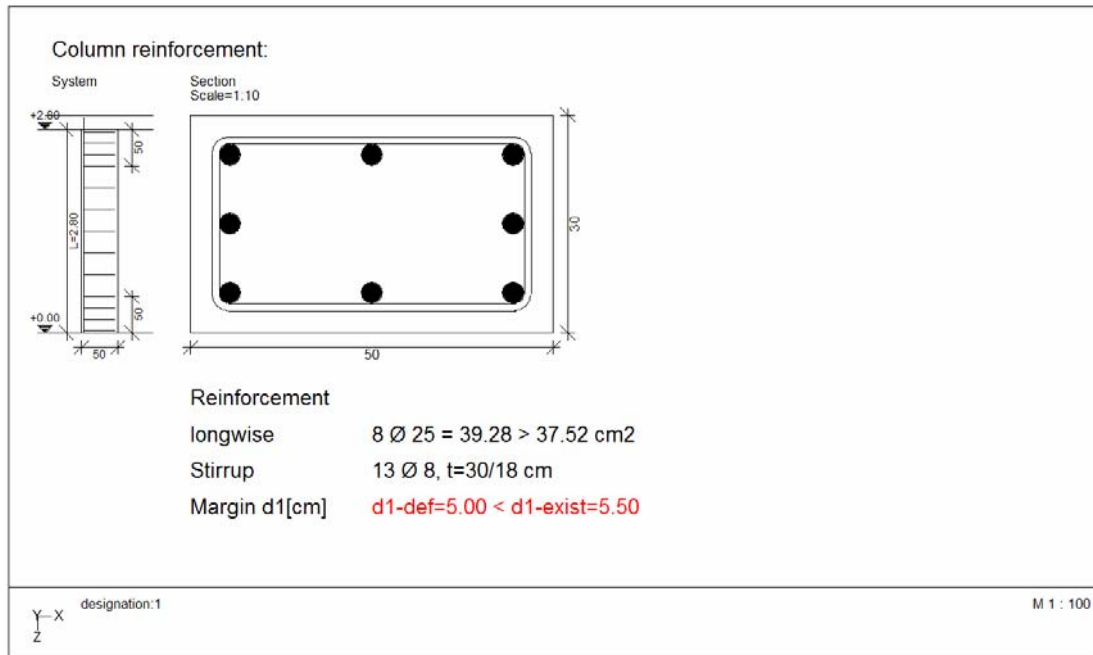 Column reinforcement:
System
Section
Scale=1:10
+2.80
50
L=2.80
30
+0.00
50
50
50
Reinforcement
longwise 8 Ø 25 = 39.28 > 37.52 cm2
Stirrup 13 Ø 8, t=30/18 cm
Margin d1[cm] d1-def=5.00 < d1-exist=5.50
designation:1
M 1 : 100
Y X
Z